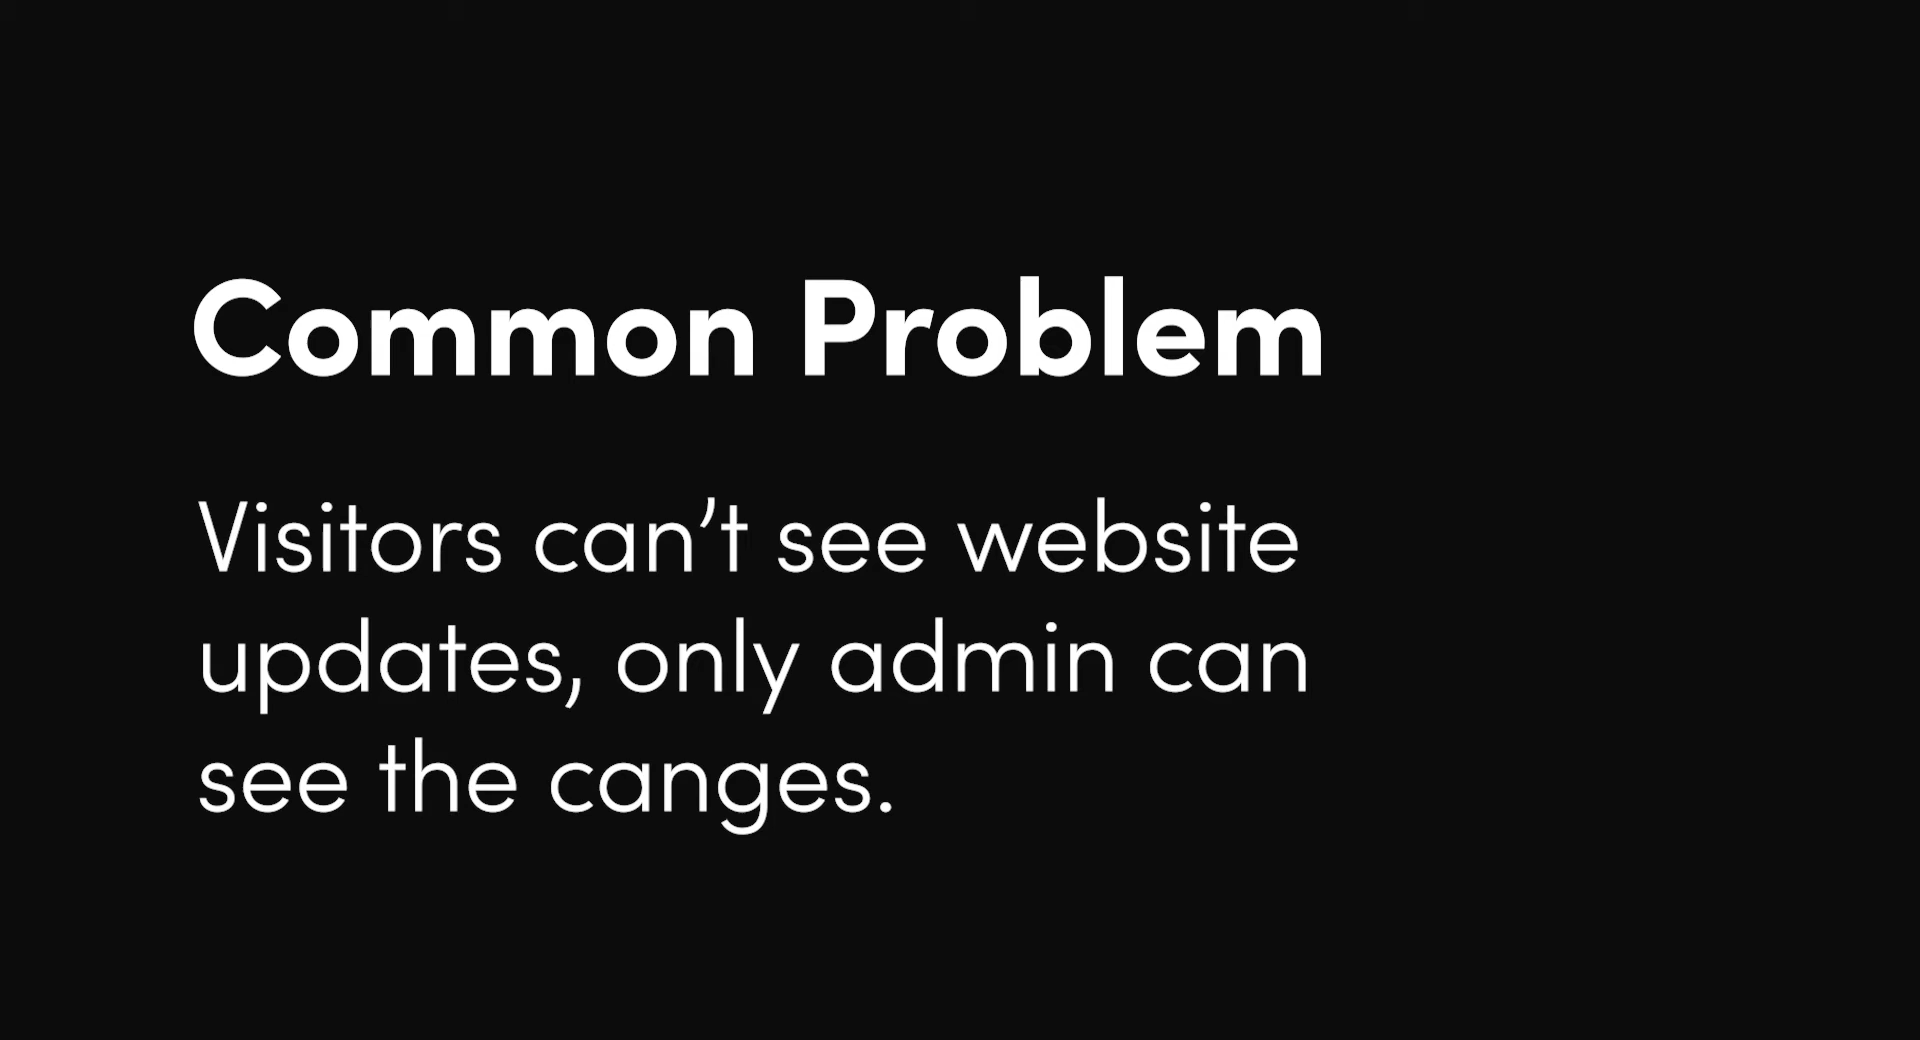 Common Problem
Visitors can’t see website
updates, only admin can
see the canges.